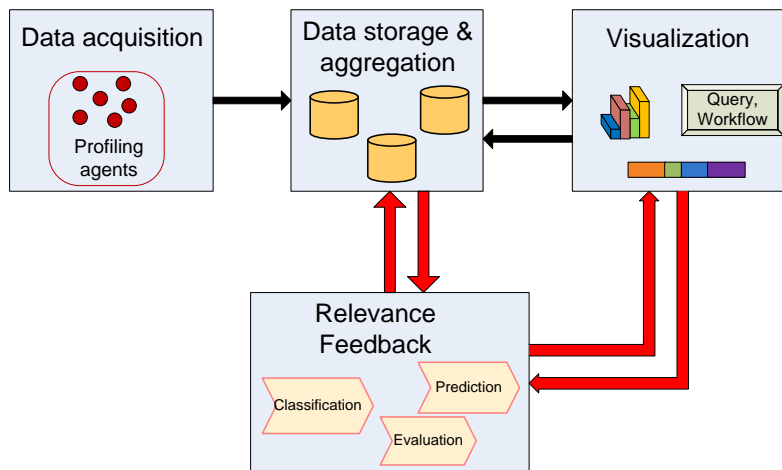 Data acquisition
Profiling
agents
Data storage &
aggregation
Visualization
Query,
Workflow
Relevance
Feedback
Classification
Prediction
Evaluation